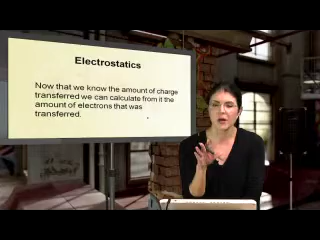 Electrostatics
Now that we know the amount of charge
transferred we can calculate from it the
amount of electrons that was
transferred.